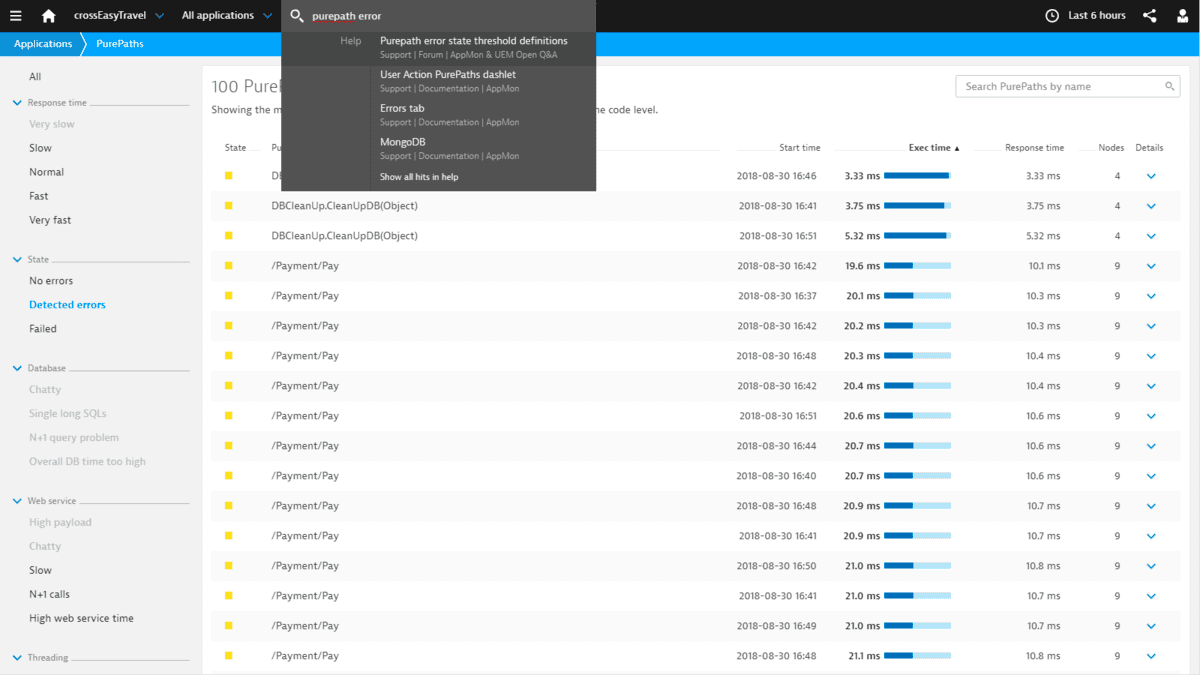 crossEasyTravel All applications purepath error Last 6 hours
Applications PurePaths
Help Purepath error state threshold definitions
Support | Forum | AppMon & UEM Open Q&A
User Action PurePaths dashlet
Support | Documentation | AppMon
Errors tab
Support | Documentation | AppMon
MongoDB
Support | Documentation | AppMon
Show all hits in help
All
Response time
Very slow
Slow
Normal
Fast
Very fast
State
No errors
Detected errors
Failed
Database
Chatty
Single long SQLs
N+1 query problem
Overall DB time too high
Web service
High payload
Chatty
Slow
N+1 calls
High web service time
Threading
100 Pure
Search PurePaths by name
Showing the code level.
State Start time Exec time ▲ Response time Nodes Details
2018-08-30 16:46 3.33 ms 3.33 ms 4
DBCleanUp.CleanUpDB(Object) 2018-08-30 16:41 3.75 ms 3.75 ms 4
DBCleanUp.CleanUpDB(Object) 2018-08-30 16:51 5.32 ms 5.32 ms 4
/Payment/Pay 2018-08-30 16:42 19.6 ms 10.1 ms 9
/Payment/Pay 2018-08-30 16:37 20.1 ms 10.3 ms 9
/Payment/Pay 2018-08-30 16:42 20.2 ms 10.3 ms 9
/Payment/Pay 2018-08-30 16:48 20.3 ms 10.4 ms 9
/Payment/Pay 2018-08-30 16:42 20.4 ms 10.4 ms 9
/Payment/Pay 2018-08-30 16:51 20.6 ms 10.6 ms 9
/Payment/Pay 2018-08-30 16:44 20.7 ms 10.6 ms 9
/Payment/Pay 2018-08-30 16:40 20.7 ms 10.6 ms 9
/Payment/Pay 2018-08-30 16:48 20.9 ms 10.7 ms 9
/Payment/Pay 2018-08-30 16:41 20.9 ms 10.7 ms 9
/Payment/Pay 2018-08-30 16:50 21.0 ms 10.8 ms 9
/Payment/Pay 2018-08-30 16:41 21.0 ms 10.7 ms 9
/Payment/Pay 2018-08-30 16:49 21.0 ms 10.7 ms 9
/Payment/Pay 2018-08-30 16:48 21.1 ms 10.8 ms 9